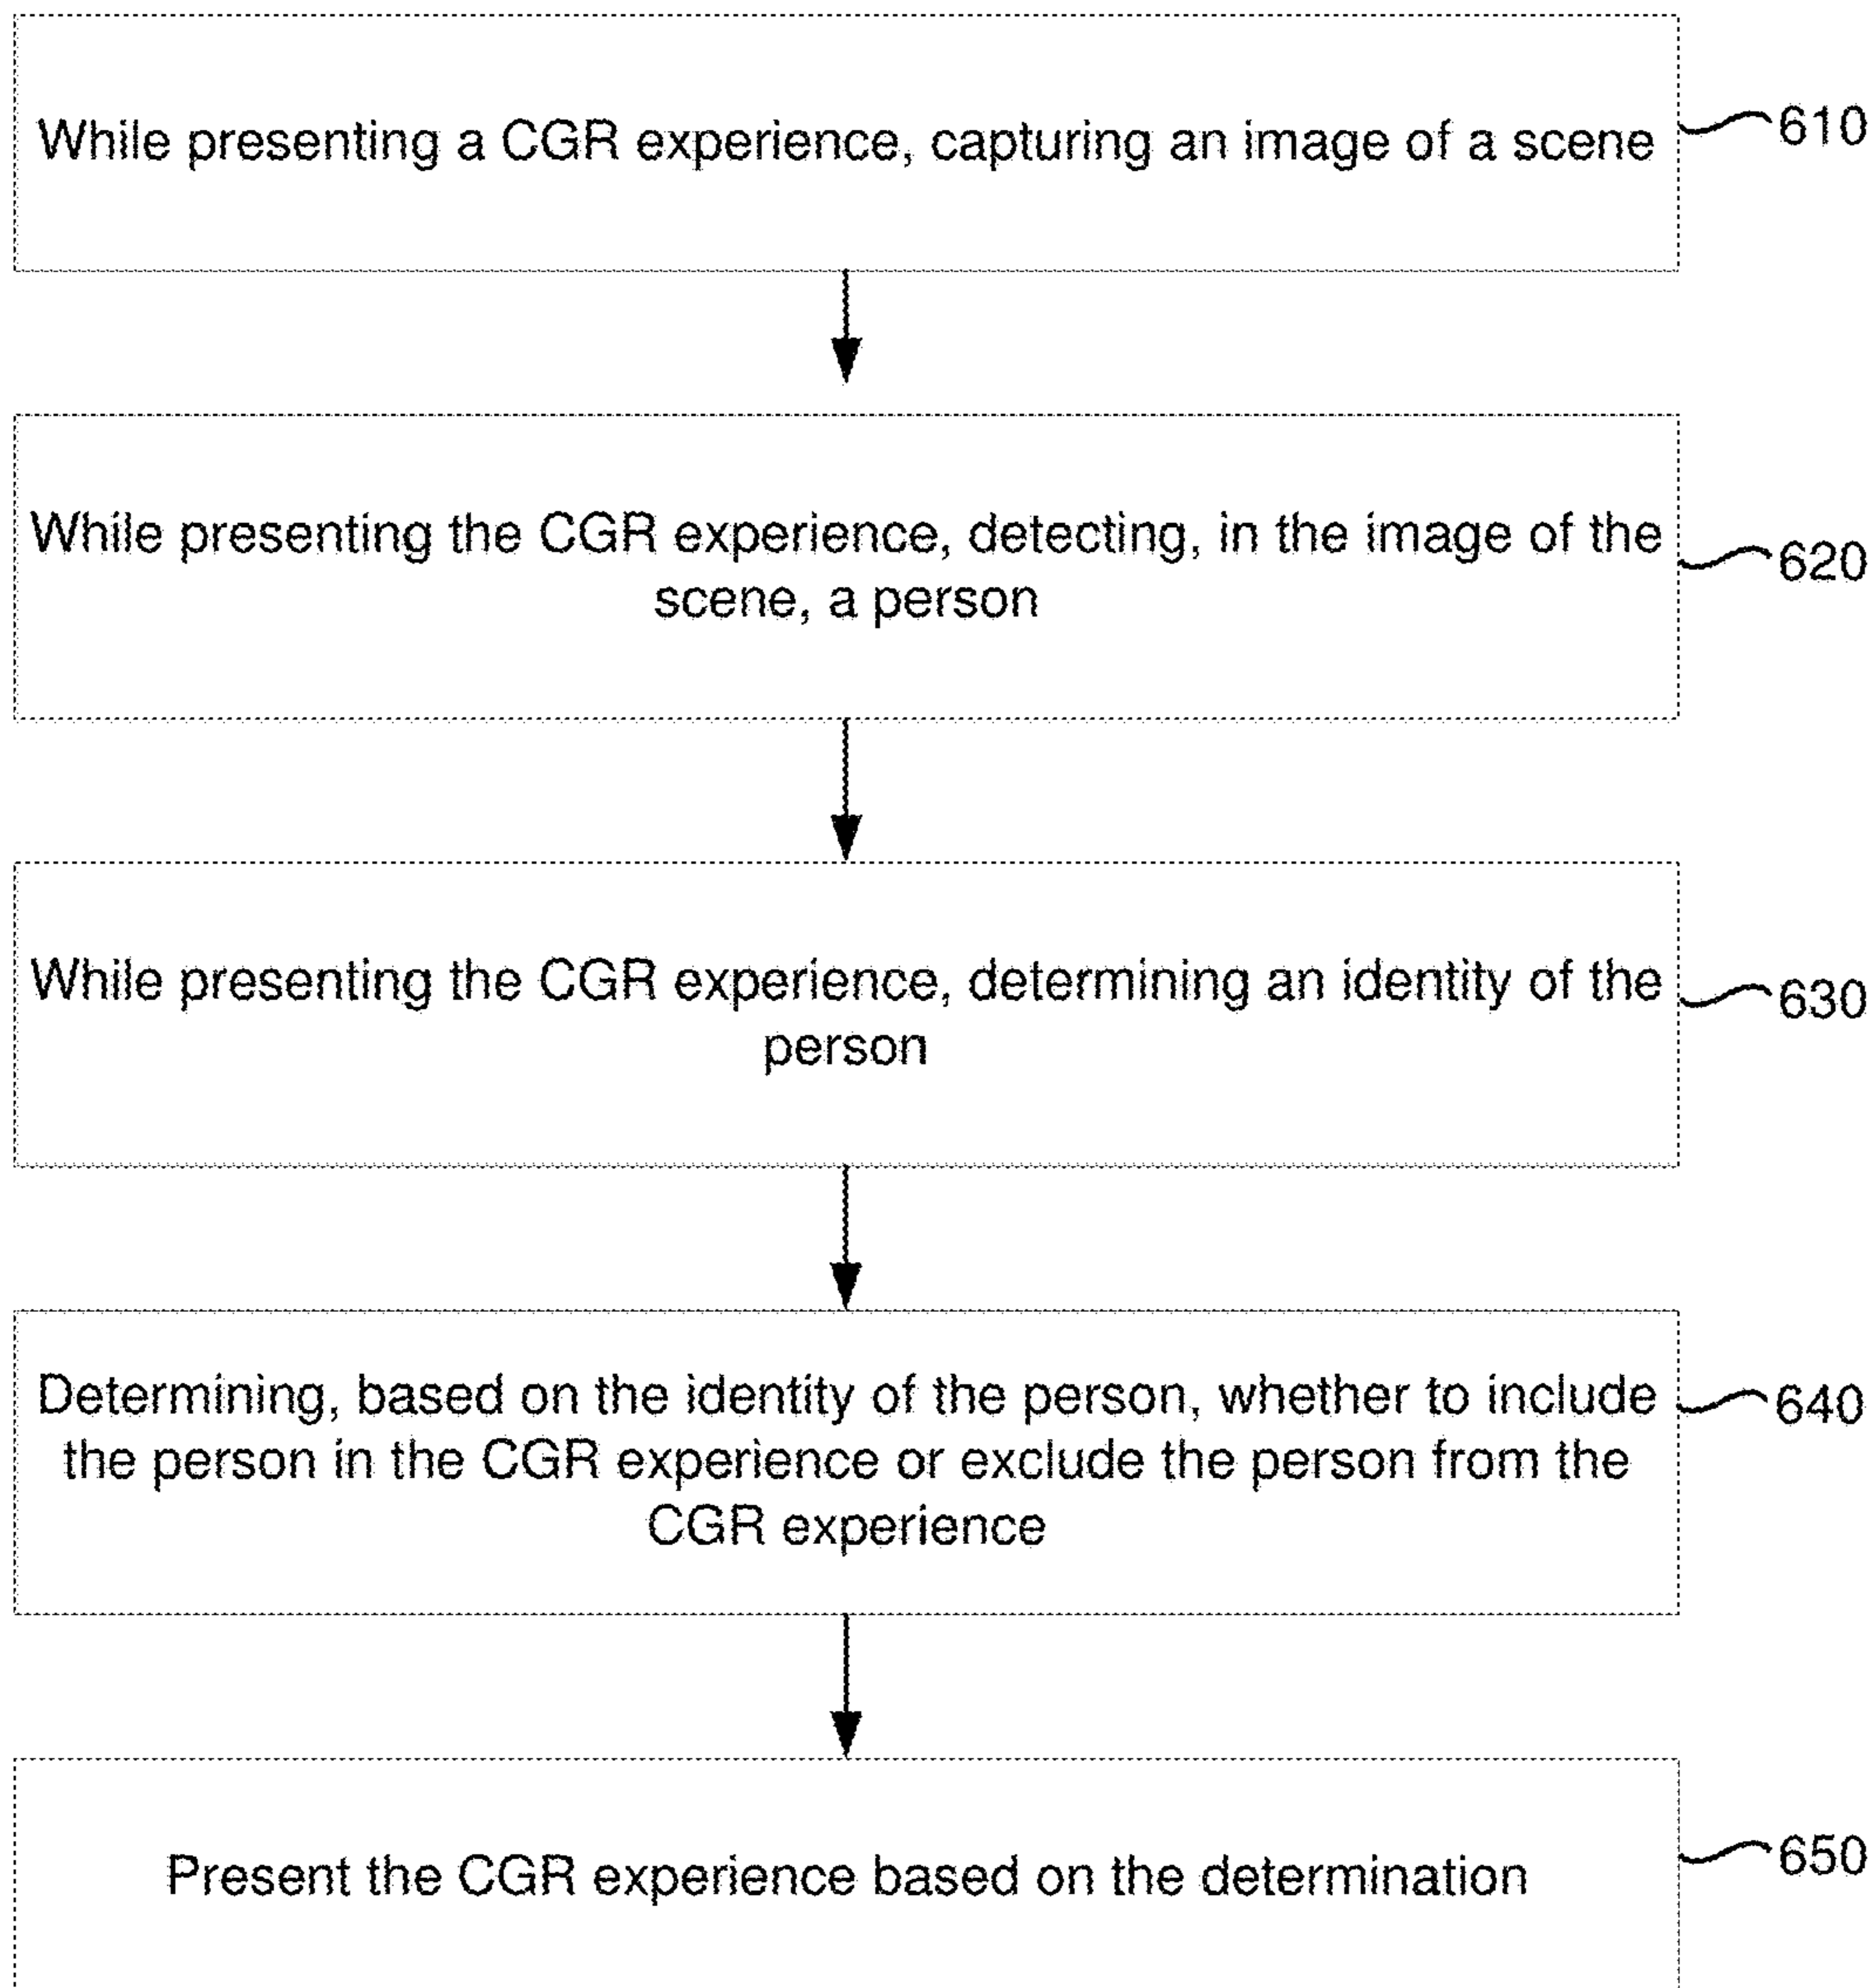 While presenting a CGR experience, capturing an image of a scene
610
While presenting the CGR experience, detecting, in the image of the
scene, a person
620
While presenting the CGR experience, determining an identity of the
person
630
Determining, based on the identity of the person, whether to include
the person in the CGR experience or exclude the person from the
CGR experience
640
Present the CGR experience based on the determination
650